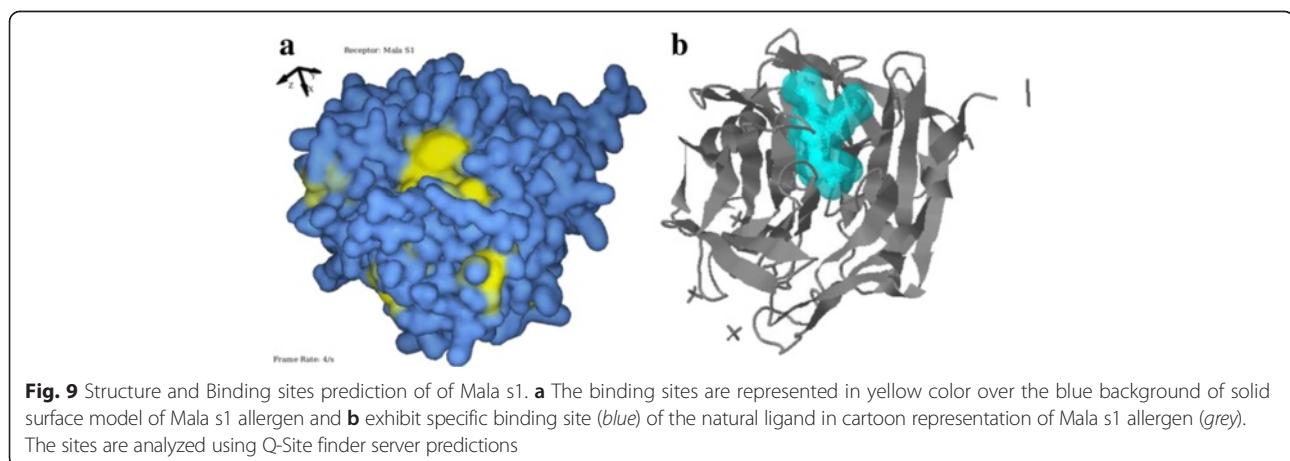 a
Receptor: Mala S1
b
Z
X
Frame Rate: 4/s
Fig. 9 Structure and Binding sites prediction of of Mala s1. a The binding sites are represented in yellow color over the blue background of solid
surface model of Mala s1 allergen and b exhibit specific binding site (blue) of the natural ligand in cartoon representation of Mala s1 allergen (grey).
The sites are analyzed using Q-Site finder server predictions